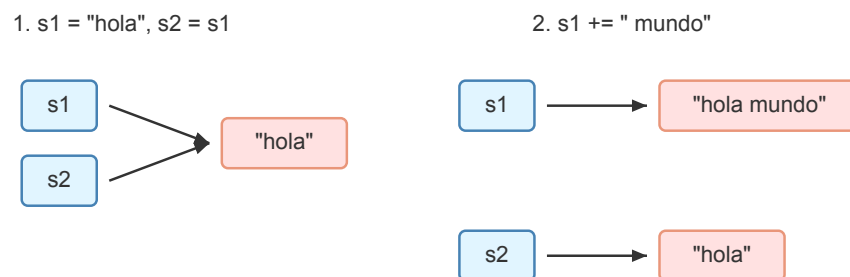 1. s1 = "hola", s2 = s1
s1
s2
"hola"
2. s1 += " mundo"
s1
"hola mundo"
s2
"hola"